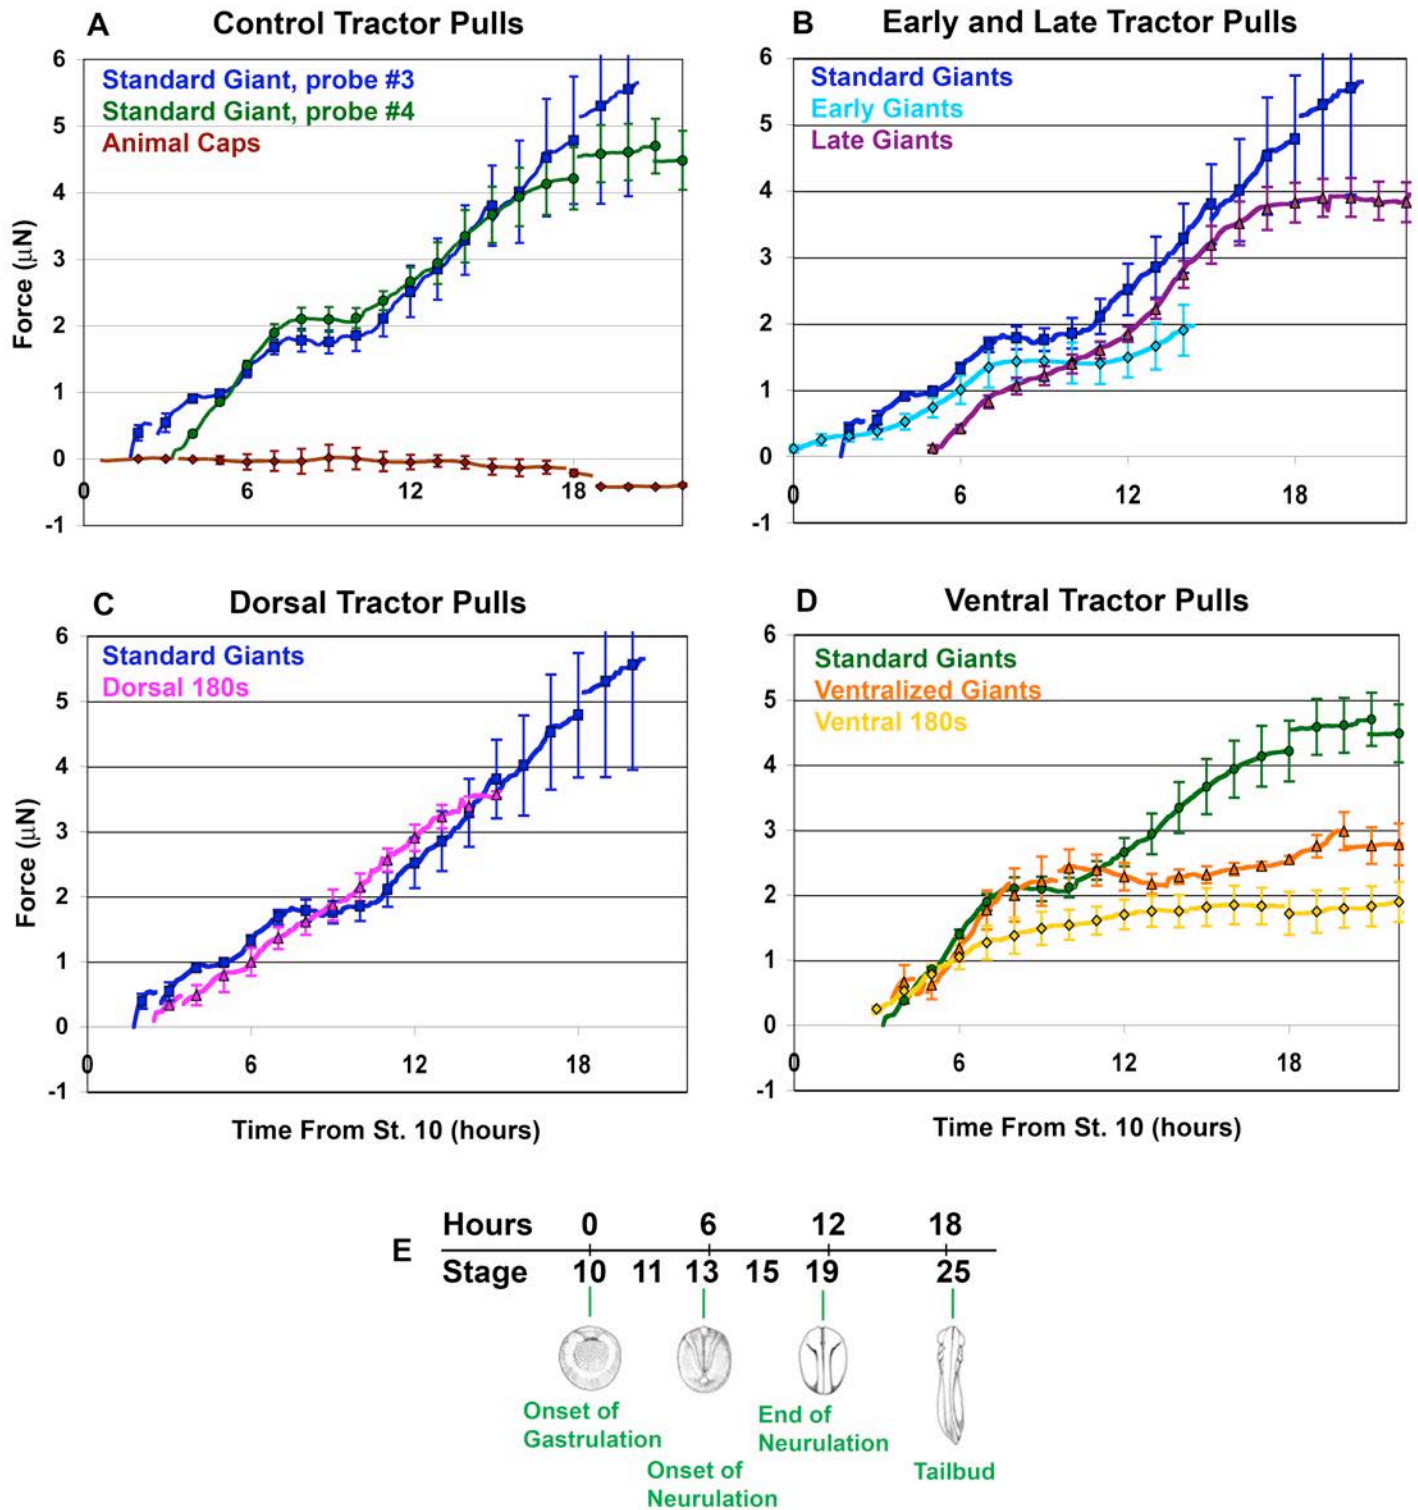 A Control Tractor Pulls
6
5
4
3
2
1
0
-1
Force (μN)
Standard Giant, probe #3
Standard Giant, probe #4
Animal Caps
0 6 12 18
B Early and Late Tractor Pulls
6
5
4
3
2
1
0
-1
Standard Giants
Early Giants
Late Giants
0 6 12 18
C Dorsal Tractor Pulls
6
5
4
3
2
1
0
-1
Force (μN)
Standard Giants
Dorsal 180s
0 6 12 18
Time From St. 10 (hours)
D Ventral Tractor Pulls
6
5
4
3
2
1
0
-1
Standard Giants
Ventralized Giants
Ventral 180s
0 6 12 18
Time From St. 10 (hours)
E
Hours 0 6 12 18
Stage 10 11 13 15 19 25
Onset of
Gastrulation
Onset of
Neurulation
End of
Neurulation
Tailbud